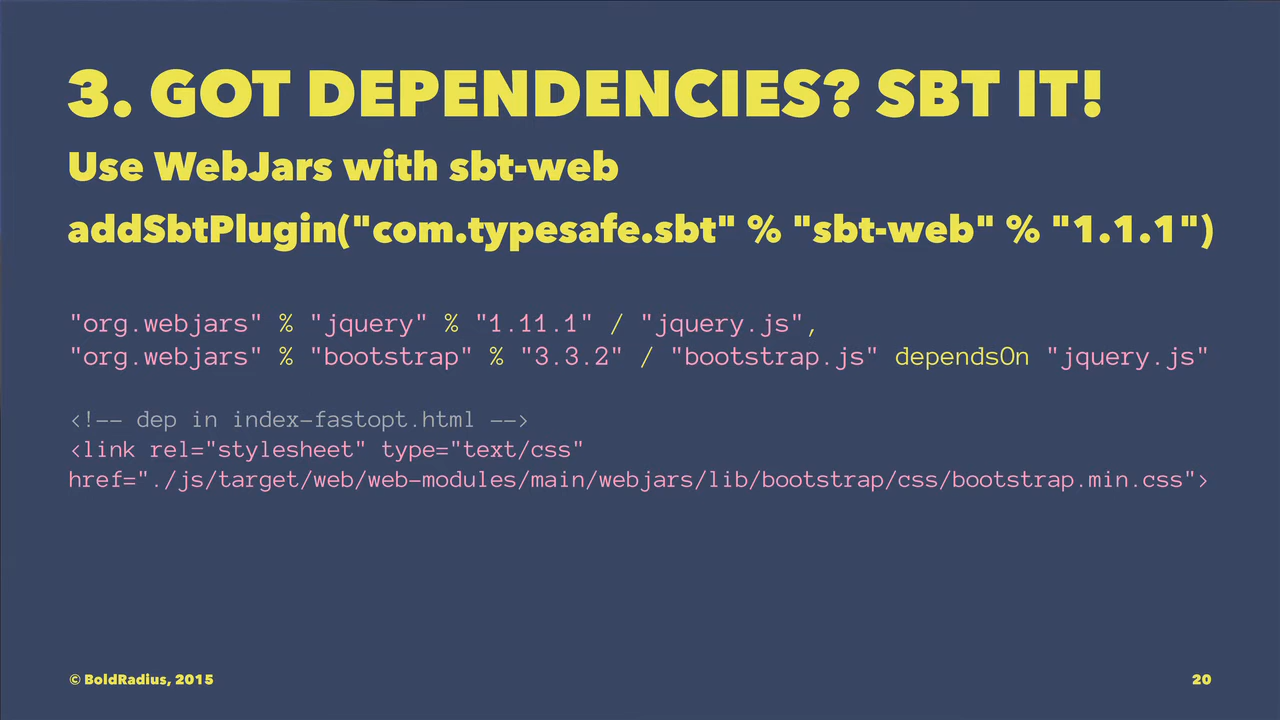 3. GOT DEPENDENCIES? SBT IT!
Use WebJars with sbt-web
addSbtPlugin("com.typesafe.sbt" % "sbt-web" % "1.1.1")
"org.webjars" % "jquery" % "1.11.1" / "jquery.js",
"org.webjars" % "bootstrap" % "3.3.2" / "bootstrap.js" dependsOn "jquery.js"
<!-- dep in index-fastopt.html -->
<link rel="stylesheet" type="text/css"
href="./js/target/web/web-modules/main/webjars/lib/bootstrap/css/bootstrap.min.css">
© BoldRadius, 2015
20